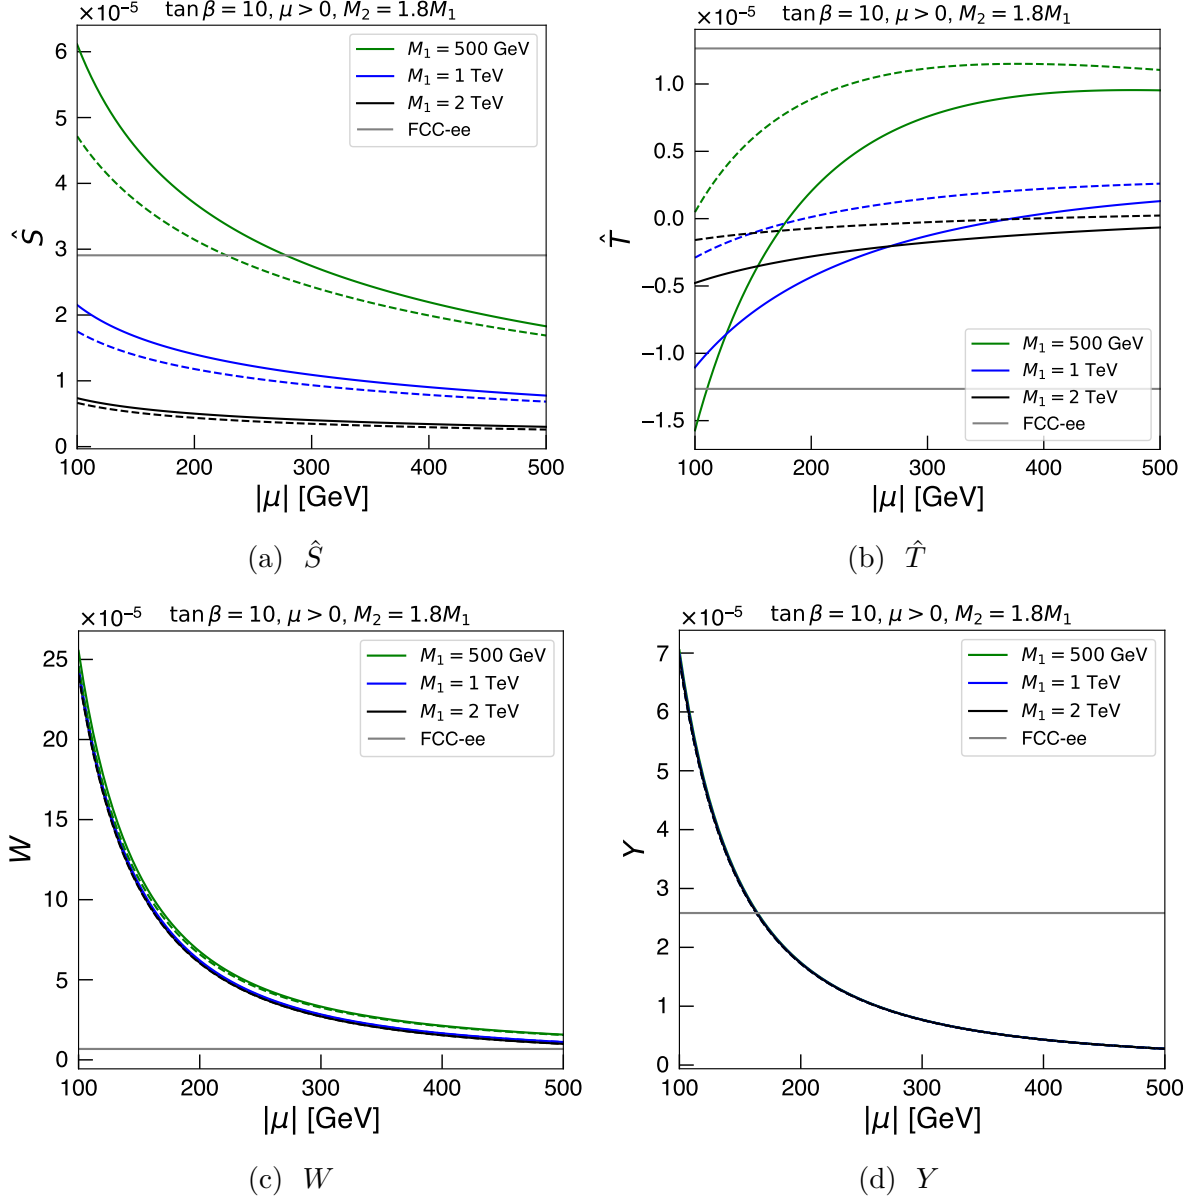 ×10⁻⁵ tan β = 10, μ > 0, M₂ = 1.8M₁
6
5
4
3
2
1
0
Ŝ
M₁ = 500 GeV
M₁ = 1 TeV
M₁ = 2 TeV
FCC-ee
100 200 300 400 500
|μ| [GeV]
(a) Ŝ
×10⁻⁵ tan β = 10, μ > 0, M₂ = 1.8M₁
1.0
0.5
0.0
−0.5
−1.0
−1.5
T̂
M₁ = 500 GeV
M₁ = 1 TeV
M₁ = 2 TeV
FCC-ee
100 200 300 400 500
|μ| [GeV]
(b) T̂
×10⁻⁵ tan β = 10, μ > 0, M₂ = 1.8M₁
25
20
15
10
5
0
W
M₁ = 500 GeV
M₁ = 1 TeV
M₁ = 2 TeV
FCC-ee
100 200 300 400 500
|μ| [GeV]
(c) W
×10⁻⁵ tan β = 10, μ > 0, M₂ = 1.8M₁
7
6
5
4
3
2
1
0
Y
M₁ = 500 GeV
M₁ = 1 TeV
M₁ = 2 TeV
FCC-ee
100 200 300 400 500
|μ| [GeV]
(d) Y